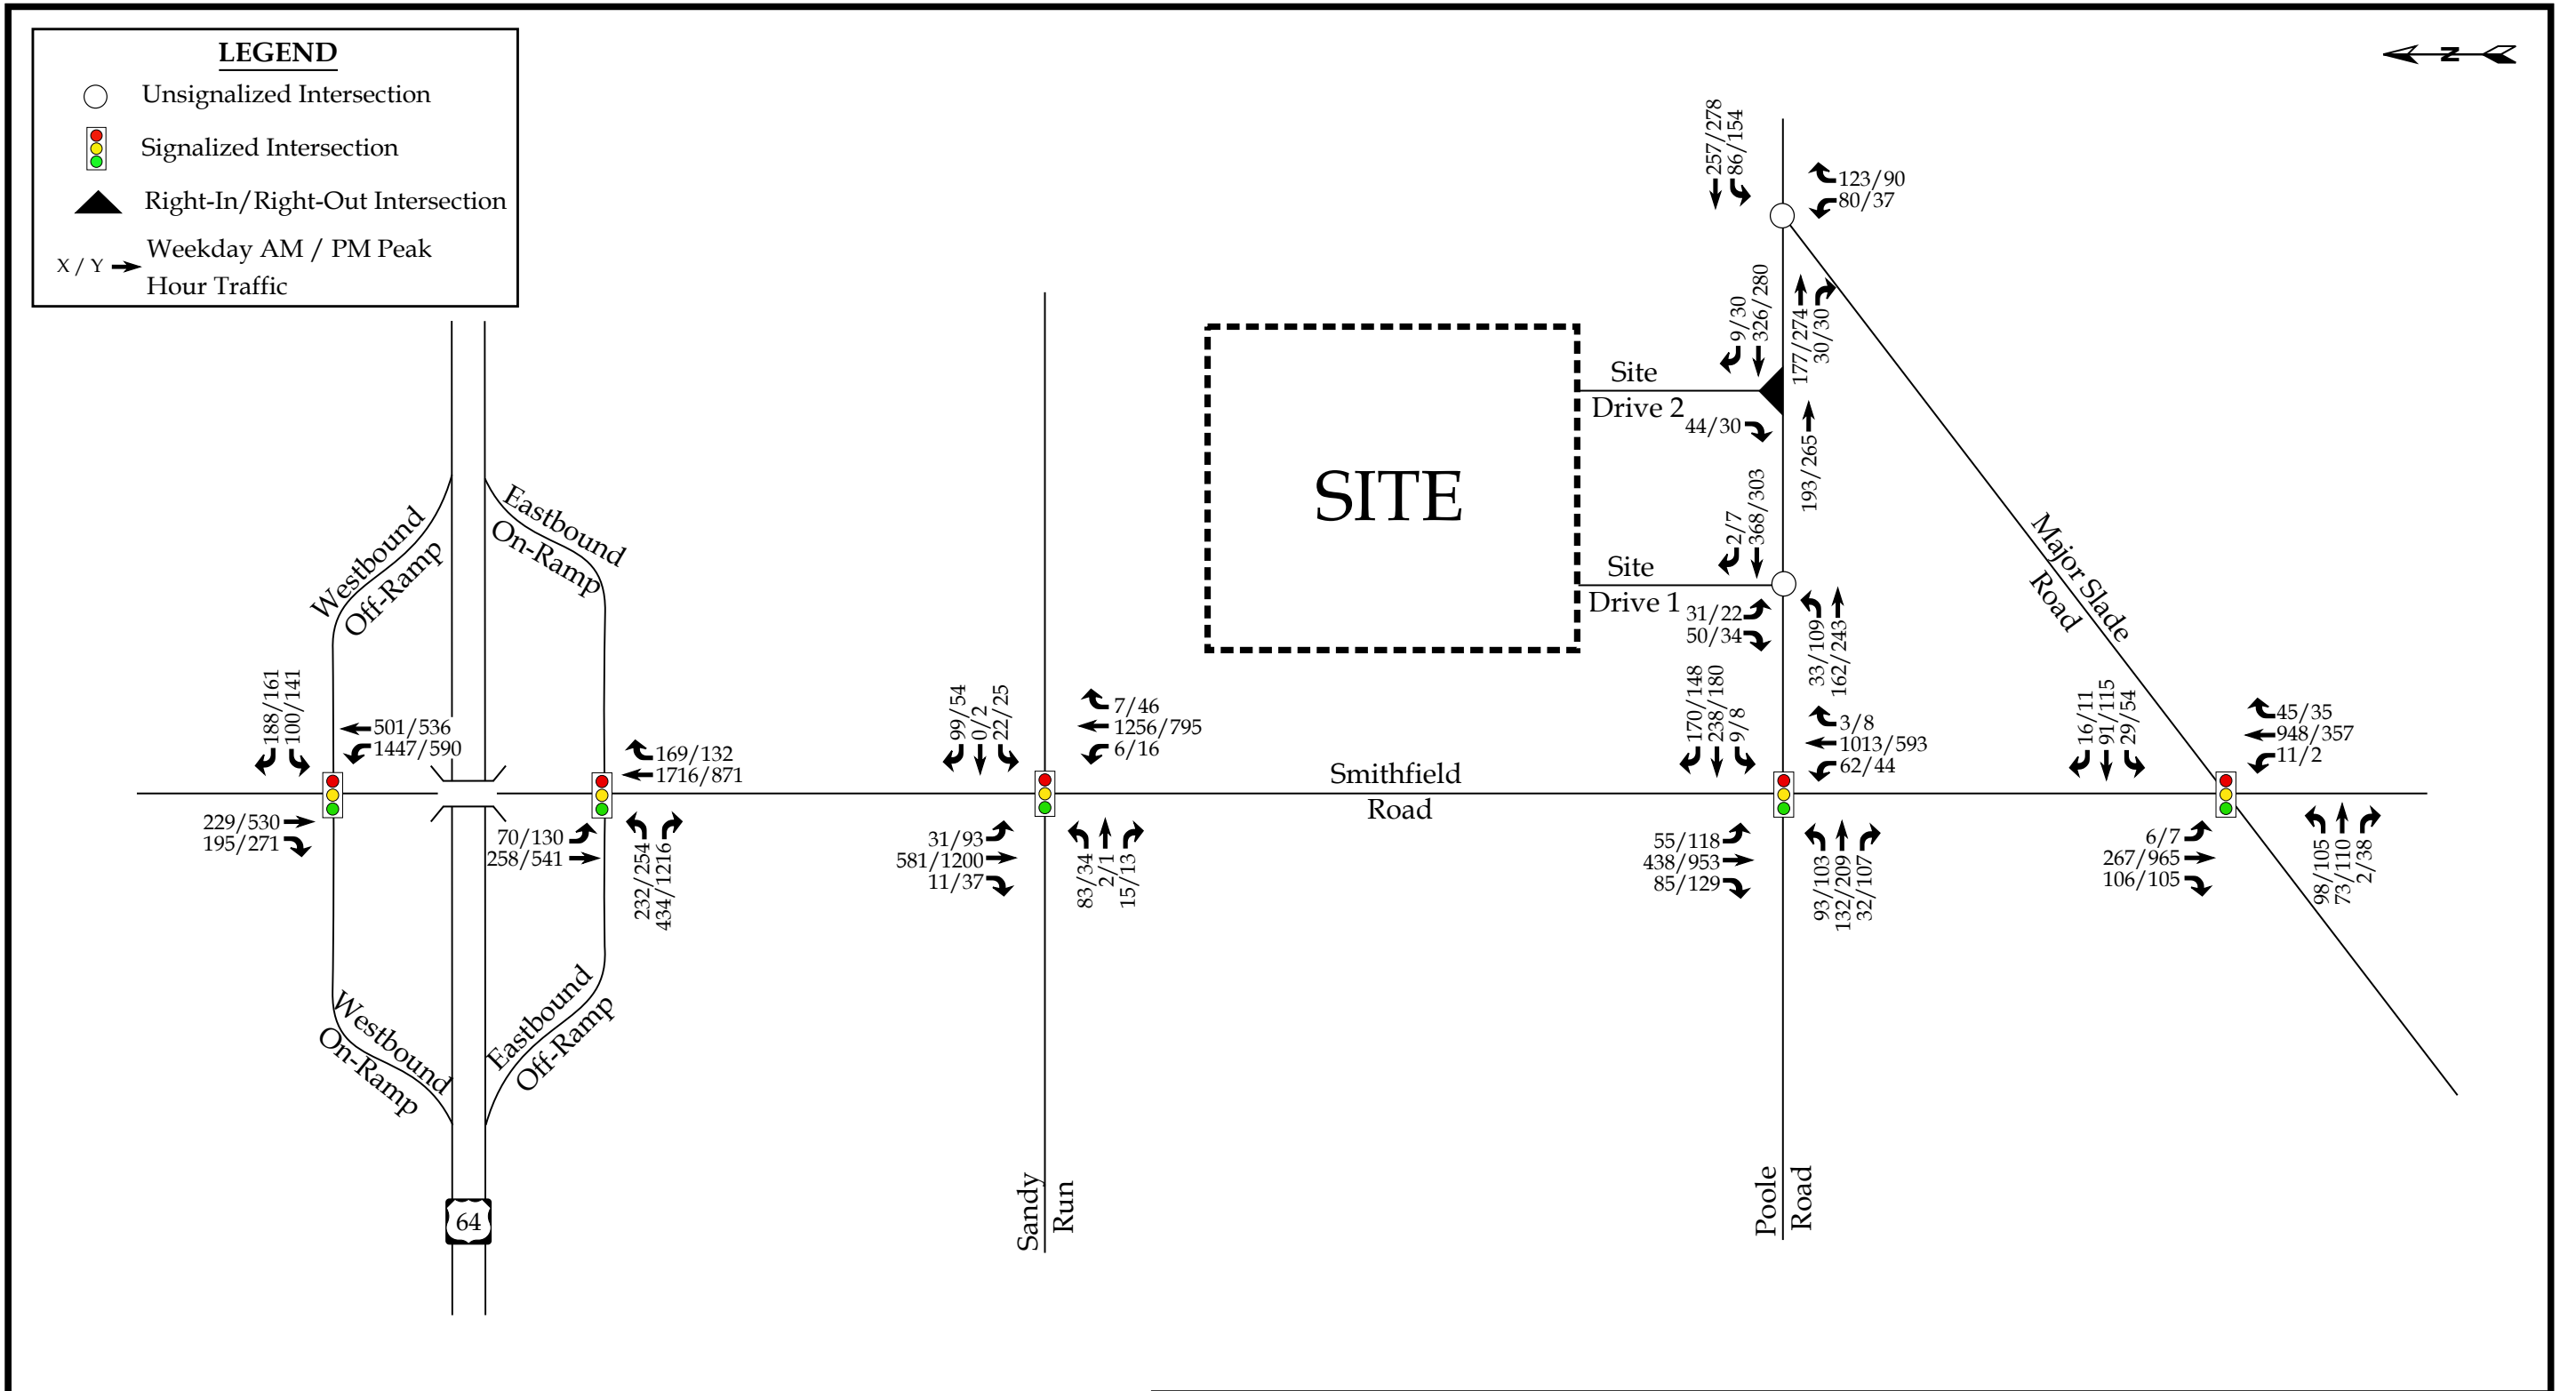 LEGEND
Unsignalized Intersection
Signalized Intersection
Right-In/Right-Out Intersection
X / Y
Weekday AM / PM Peak
Hour Traffic
N
257/278
86/154
123/90
80/37
9/30
326/280
177/274
30/30
Site
Drive 2
44/30
193/265
SITE
2/7
368/303
Site
Drive 1
31/22
50/34
33/109
162/243
Major Slade
Road
Westbound
Off-Ramp
Eastbound
On-Ramp
188/161
100/141
501/536
1447/590
229/530
195/271
169/132
1716/871
70/130
258/541
232/254
434/1216
99/54
0/2
22/25
7/46
1256/795
6/16
31/93
581/1200
11/37
83/34
2/1
15/13
Smithfield
Road
170/148
238/180
9/8
3/8
1013/593
62/44
55/118
438/953
85/129
93/103
132/209
32/107
16/11
91/115
29/54
45/35
948/357
11/2
6/7
267/965
106/105
98/105
73/110
2/38
Westbound
On-Ramp
Eastbound
Off-Ramp
64
Sandy
Run
Poole
Road